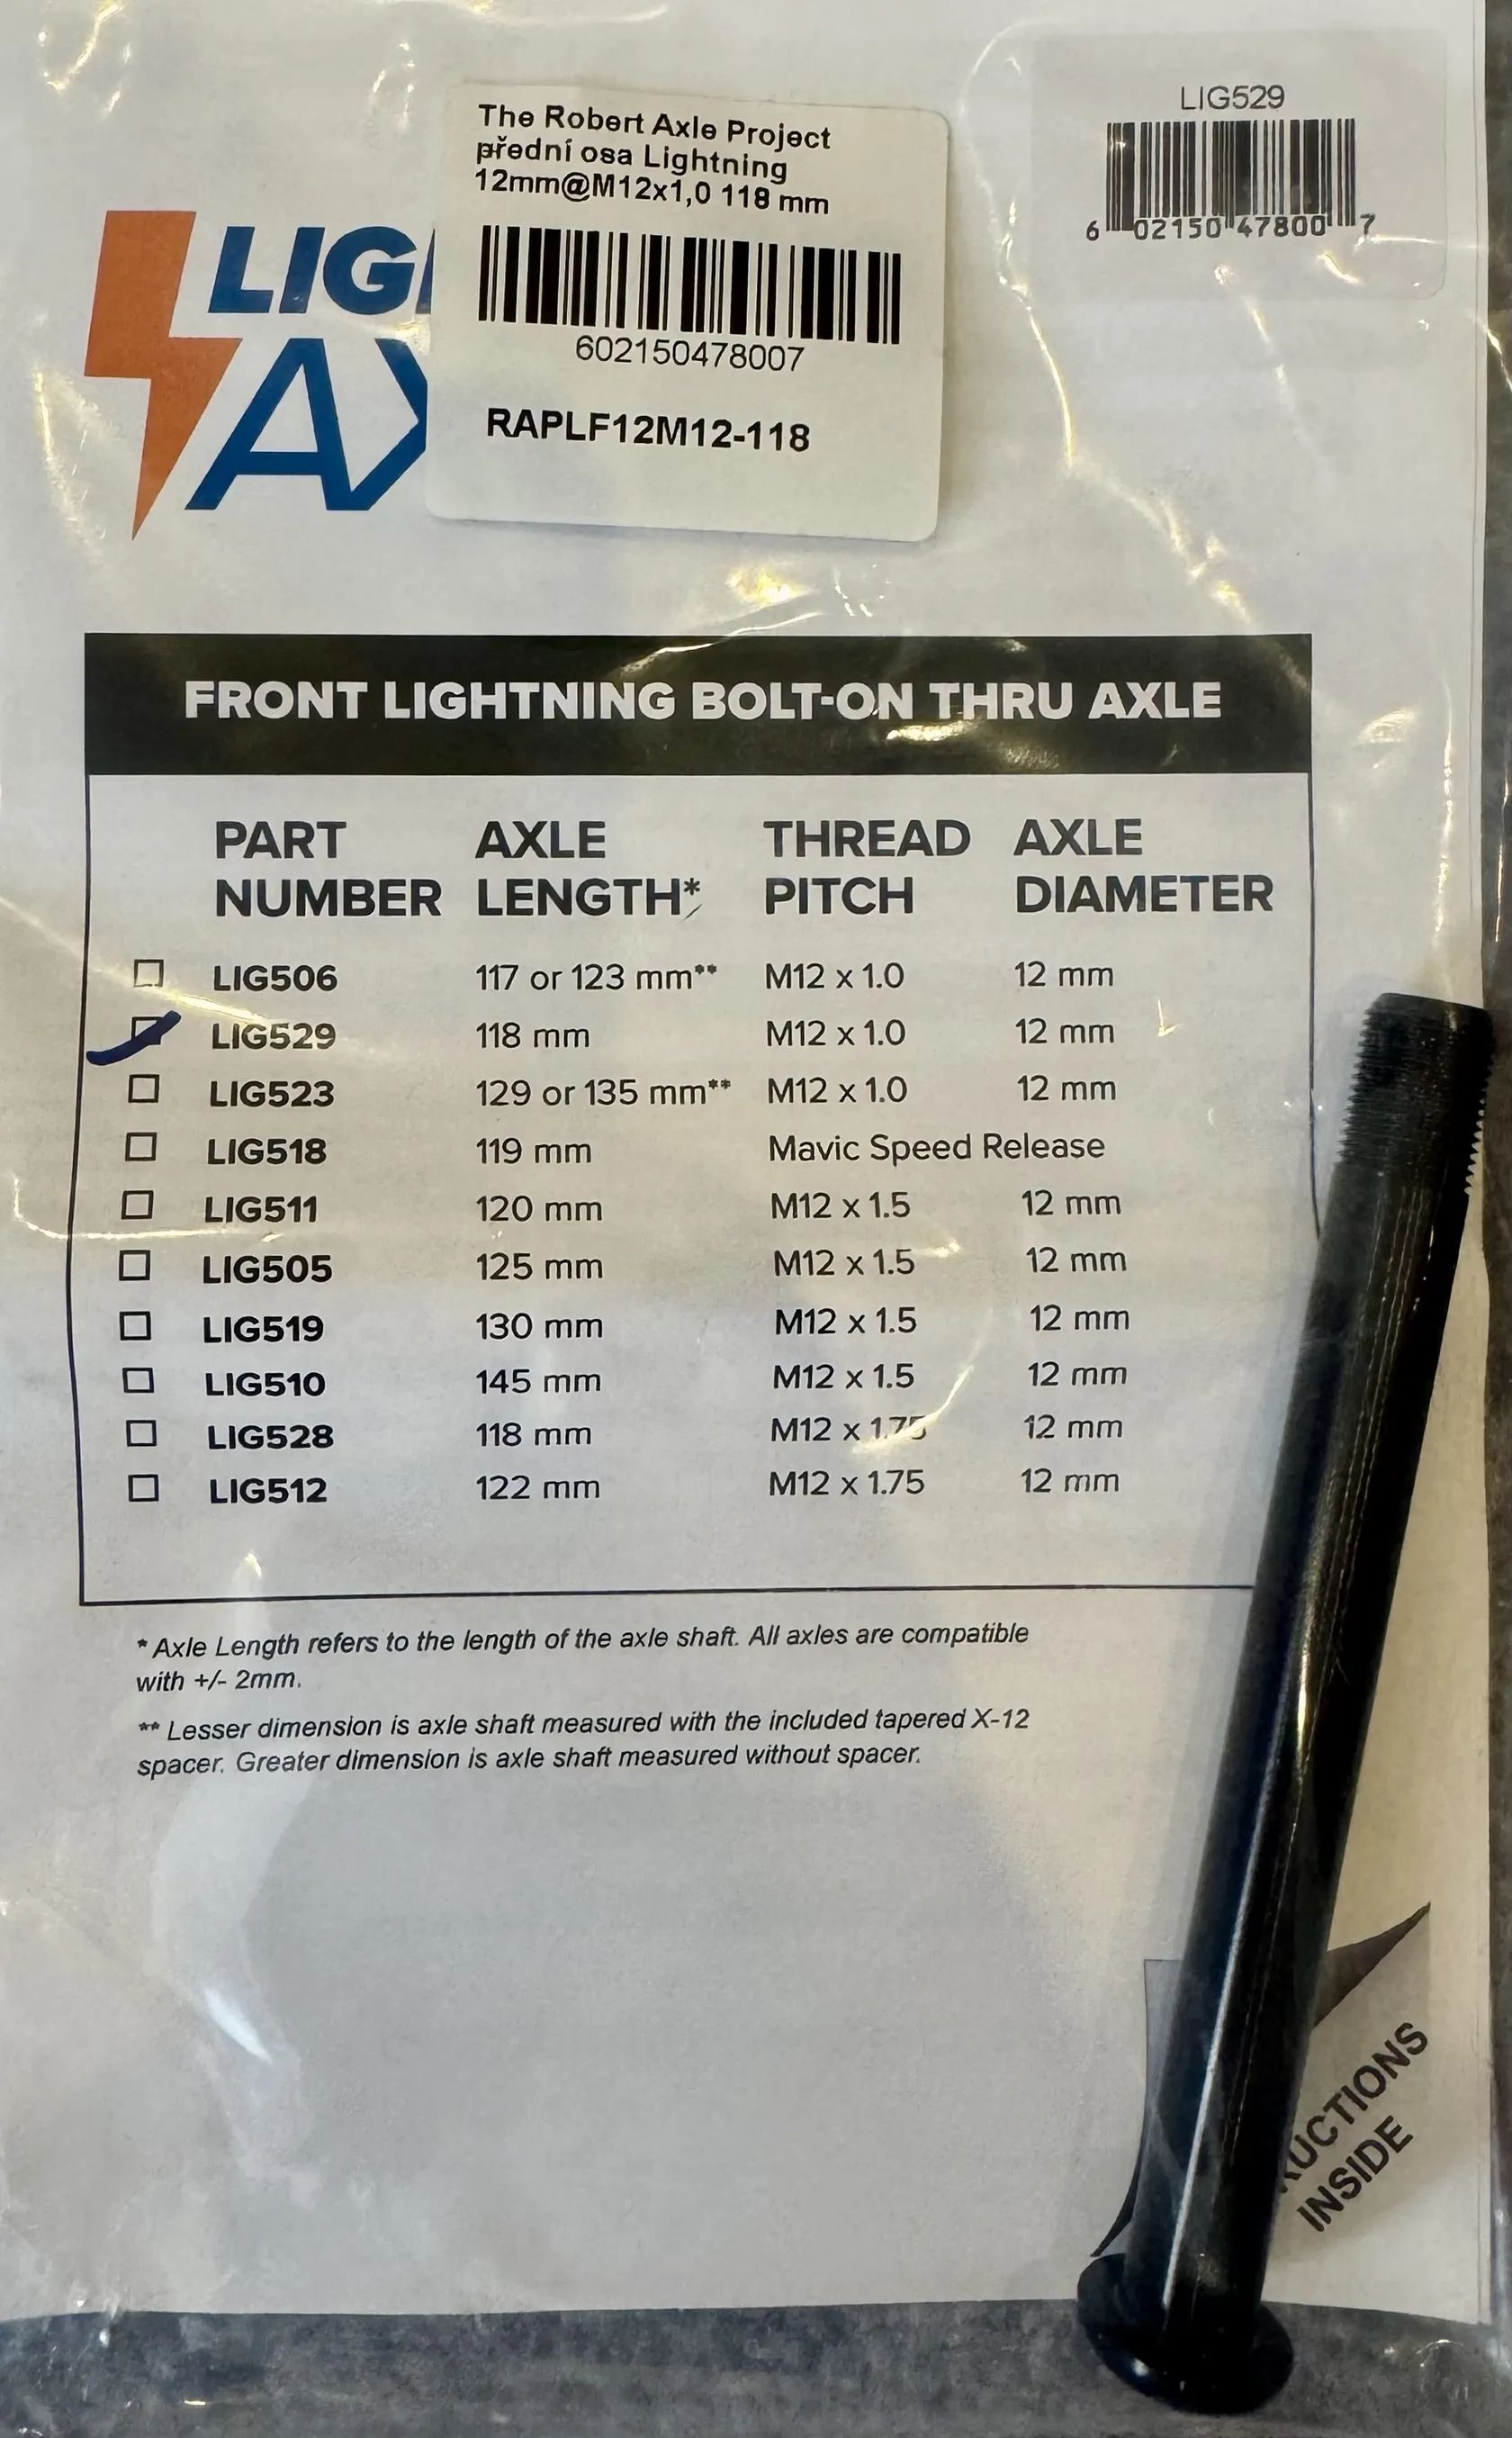 The Robert Axle Project
přední osa Lightning
12mm@M12x1,0 118 mm
602150478007
RAPLF12M12-118
LIG529
6 02150 47800 7
FRONT LIGHTNING BOLT-ON THRU AXLE
PART NUMBER AXLE LENGTH* THREAD PITCH AXLE DIAMETER
LIG506 117 or 123 mm** M12 x 1.0 12 mm
LIG529 118 mm M12 x 1.0 12 mm
LIG523 129 or 135 mm** M12 x 1.0 12 mm
LIG518 119 mm Mavic Speed Release
LIG511 120 mm M12 x 1.5 12 mm
LIG505 125 mm M12 x 1.5 12 mm
LIG519 130 mm M12 x 1.5 12 mm
LIG510 145 mm M12 x 1.5 12 mm
LIG528 118 mm M12 x 1.75 12 mm
LIG512 122 mm M12 x 1.75 12 mm
* Axle Length refers to the length of the axle shaft. All axles are compatible
with +/- 2mm.
** Lesser dimension is axle shaft measured with the included tapered X-12
spacer. Greater dimension is axle shaft measured without spacer.
INSIDE